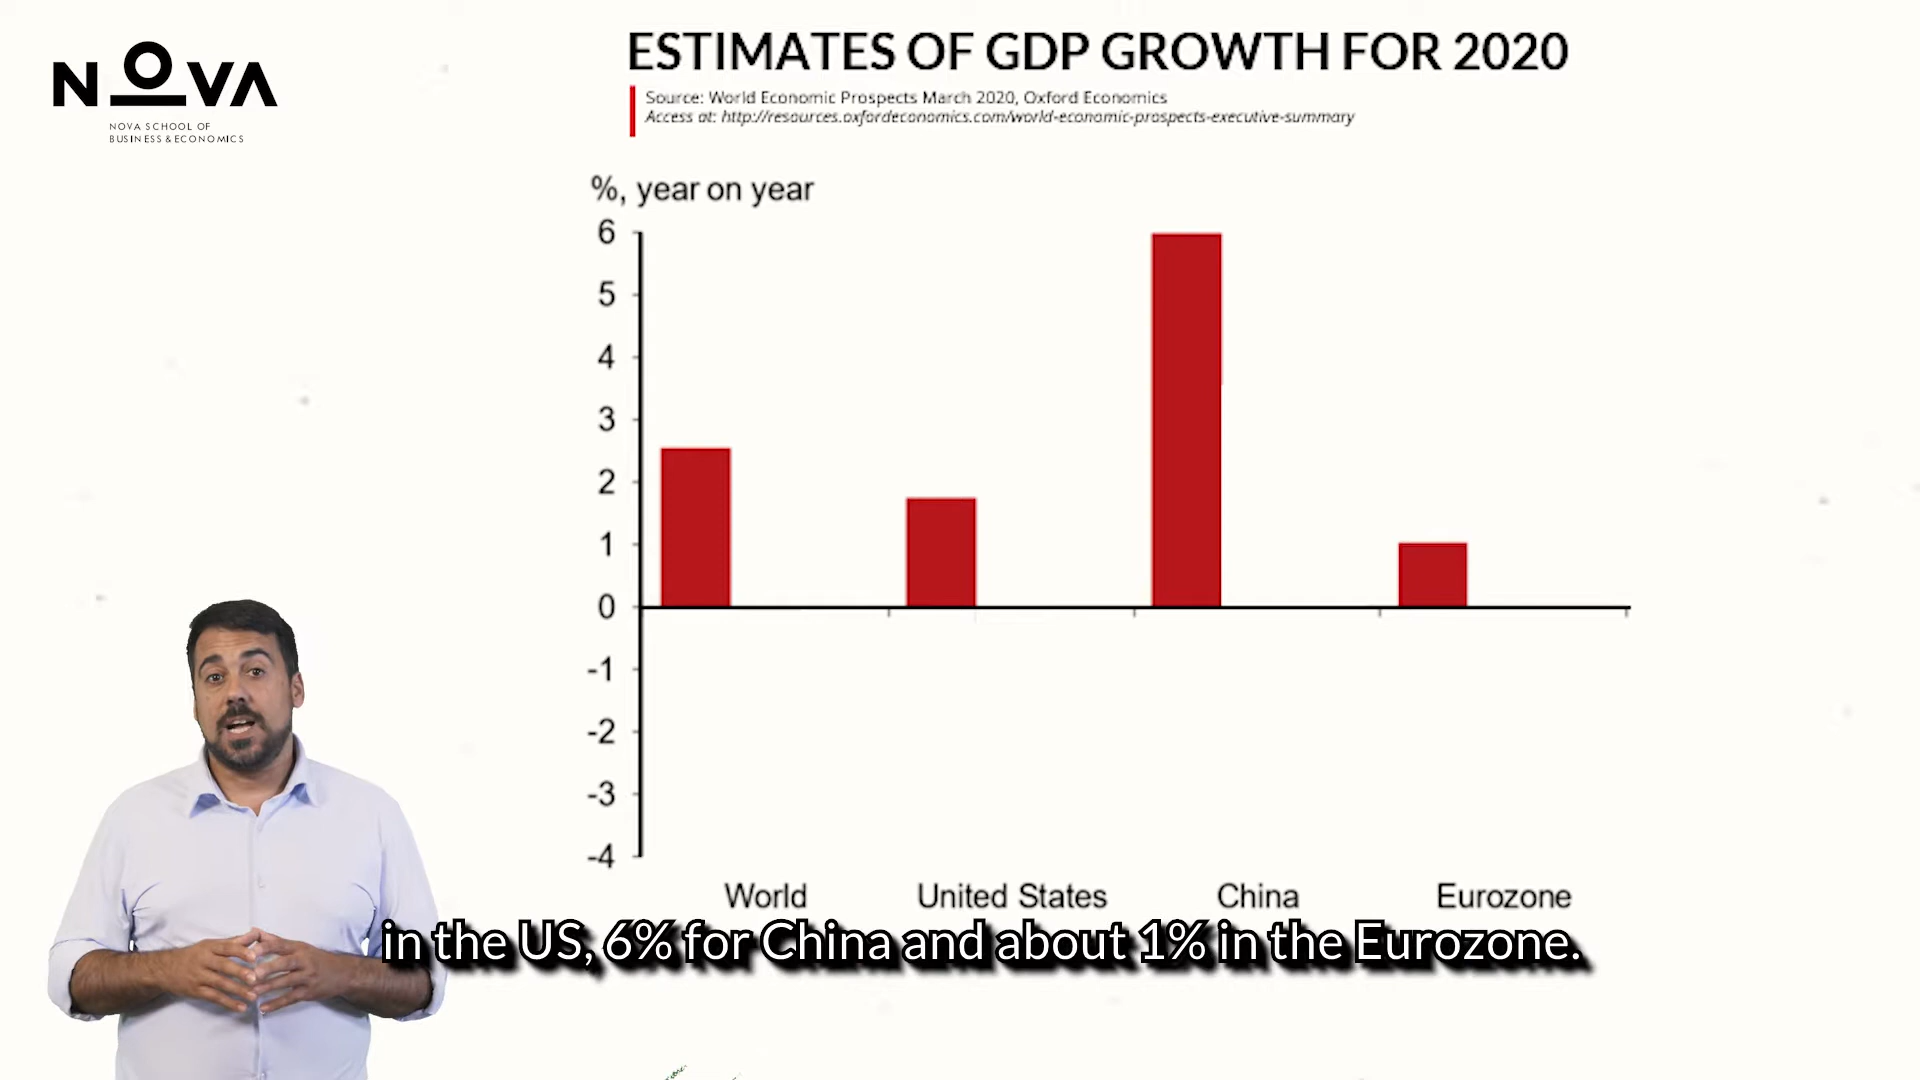 NOVA
NOVA SCHOOL OF
BUSINESS & ECONOMICS
ESTIMATES OF GDP GROWTH FOR 2020
Source: World Economic Prospects March 2020, Oxford Economics
Access at: http://resources.oxfordeconomics.com/world-economic-prospects-executive-summary
%, year on year
6
5
4
3
2
1
0
-1
-2
-3
-4
World United States China Eurozone
in the US, 6% for China and about 1% in the Eurozone.